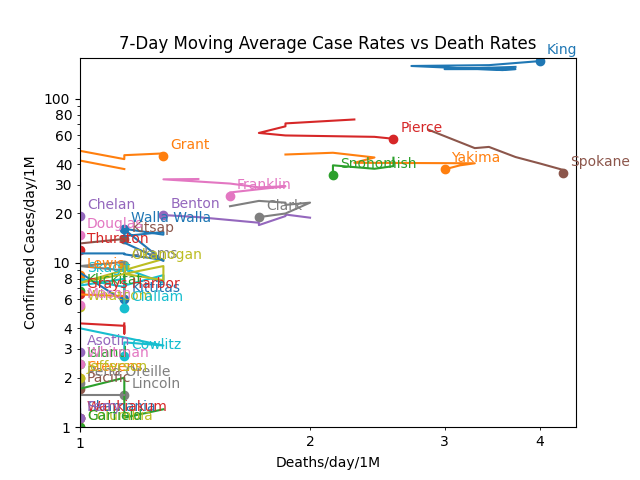 7-Day Moving Average Case Rates vs Death Rates
King
100
80
Pierce
60
Grant
Snohomish
Yakima
Spokane
40
30
Franklin
Chelan
Benton
Clark
20
Walla Walla
Douglas
Kitsap
Thurston
Adams
Okanogan
10
Lewis
Skagit
8
Klickitat
Grays Harbor
Kittitas
6
Whatcom
Clallam
4
Asotin
Cowlitz
3
Island
Whitman
Stevens
Pend Oreille
2
Pacific
Lincoln
Wahkiakum
Garfield
1
1
2
3
4
Confirmed Cases/day/1M
Deaths/day/1M